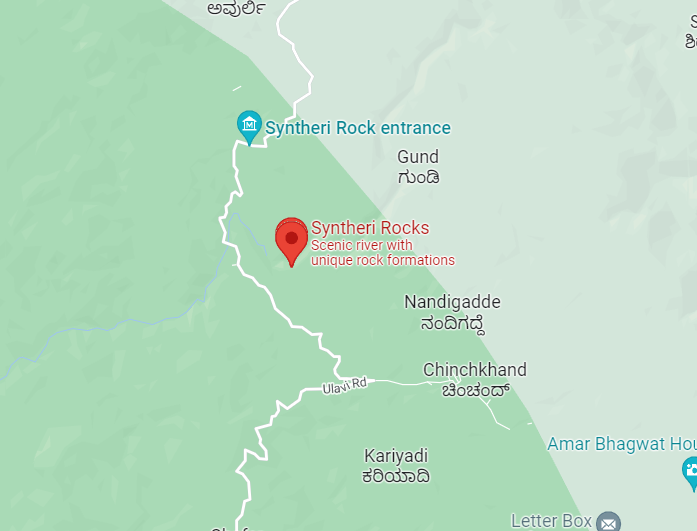 ಅವುರ್ಲಿ
Syntheri Rock entrance
Gund
ಗುಂಡಿ
Syntheri Rocks
Scenic river with
unique rock formations
Nandigadde
ನಂದಿಗದ್ದೆ
Chinchkhand
ಚಿಂಚಂದ್
Ulavi Rd
Amar Bhagwat Hou
Kariyadi
ಕರಿಯಾದಿ
Letter Box